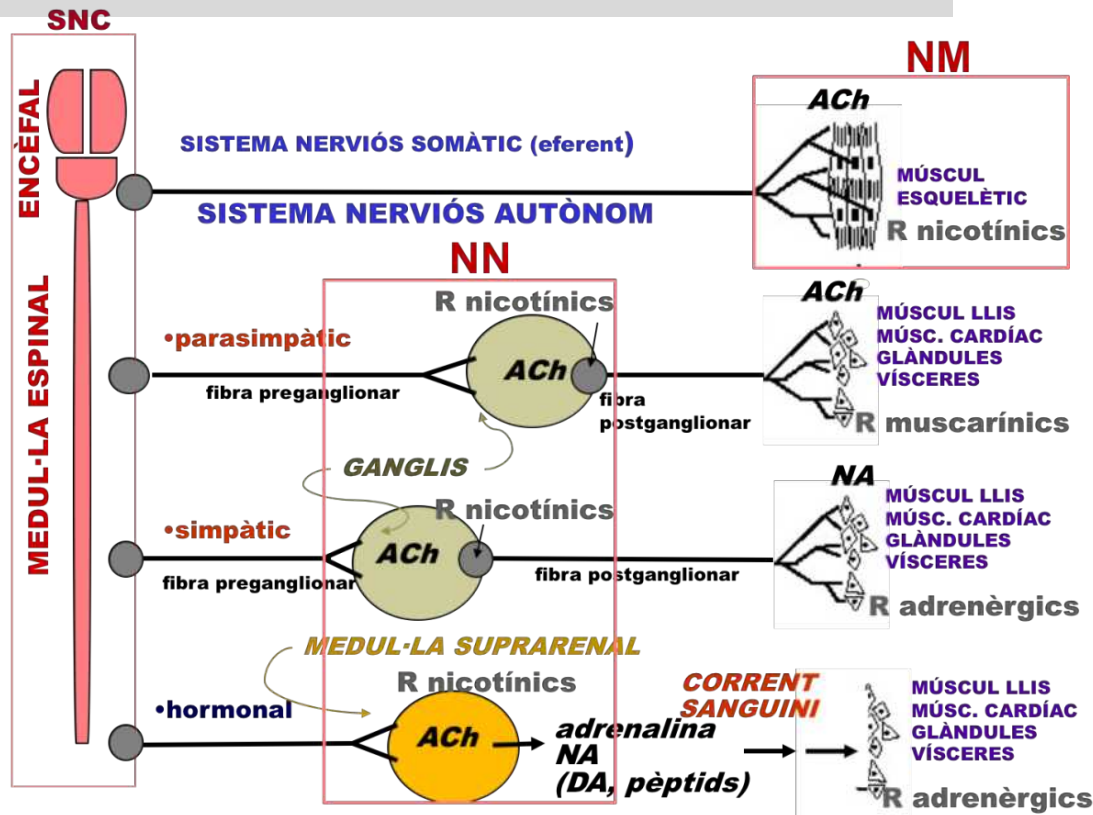 SNC
ENCÈFAL
MEDUL·LA ESPINAL
NM
ACh
SISTEMA NERVIÓS SOMÀTIC (eferent)
MÚSCUL
ESQUELÈTIC
R nicotínics
SISTEMA NERVIÓS AUTÒNOM
NN
R nicotínics
•parasimpàtic
ACh
fibra preganglionar
fibra
postganglionar
ACh
MÚSCUL LLIS
MÚSC. CARDÍAC
GLÀNDULES
VÍSCERES
R muscarínics
GANGLIS
R nicotínics
•simpàtic
ACh
fibra preganglionar
fibra postganglionar
NA
MÚSCUL LLIS
MÚSC. CARDÍAC
GLÀNDULES
VÍSCERES
R adrenèrgics
MEDUL·LA SUPRARENAL
R nicotínics
•hormonal
ACh
adrenalina
NA
(DA, pèptids)
CORRENT
SANGUINI
MÚSCUL LLIS
MÚSC. CARDÍAC
GLÀNDULES
VÍSCERES
R adrenèrgics